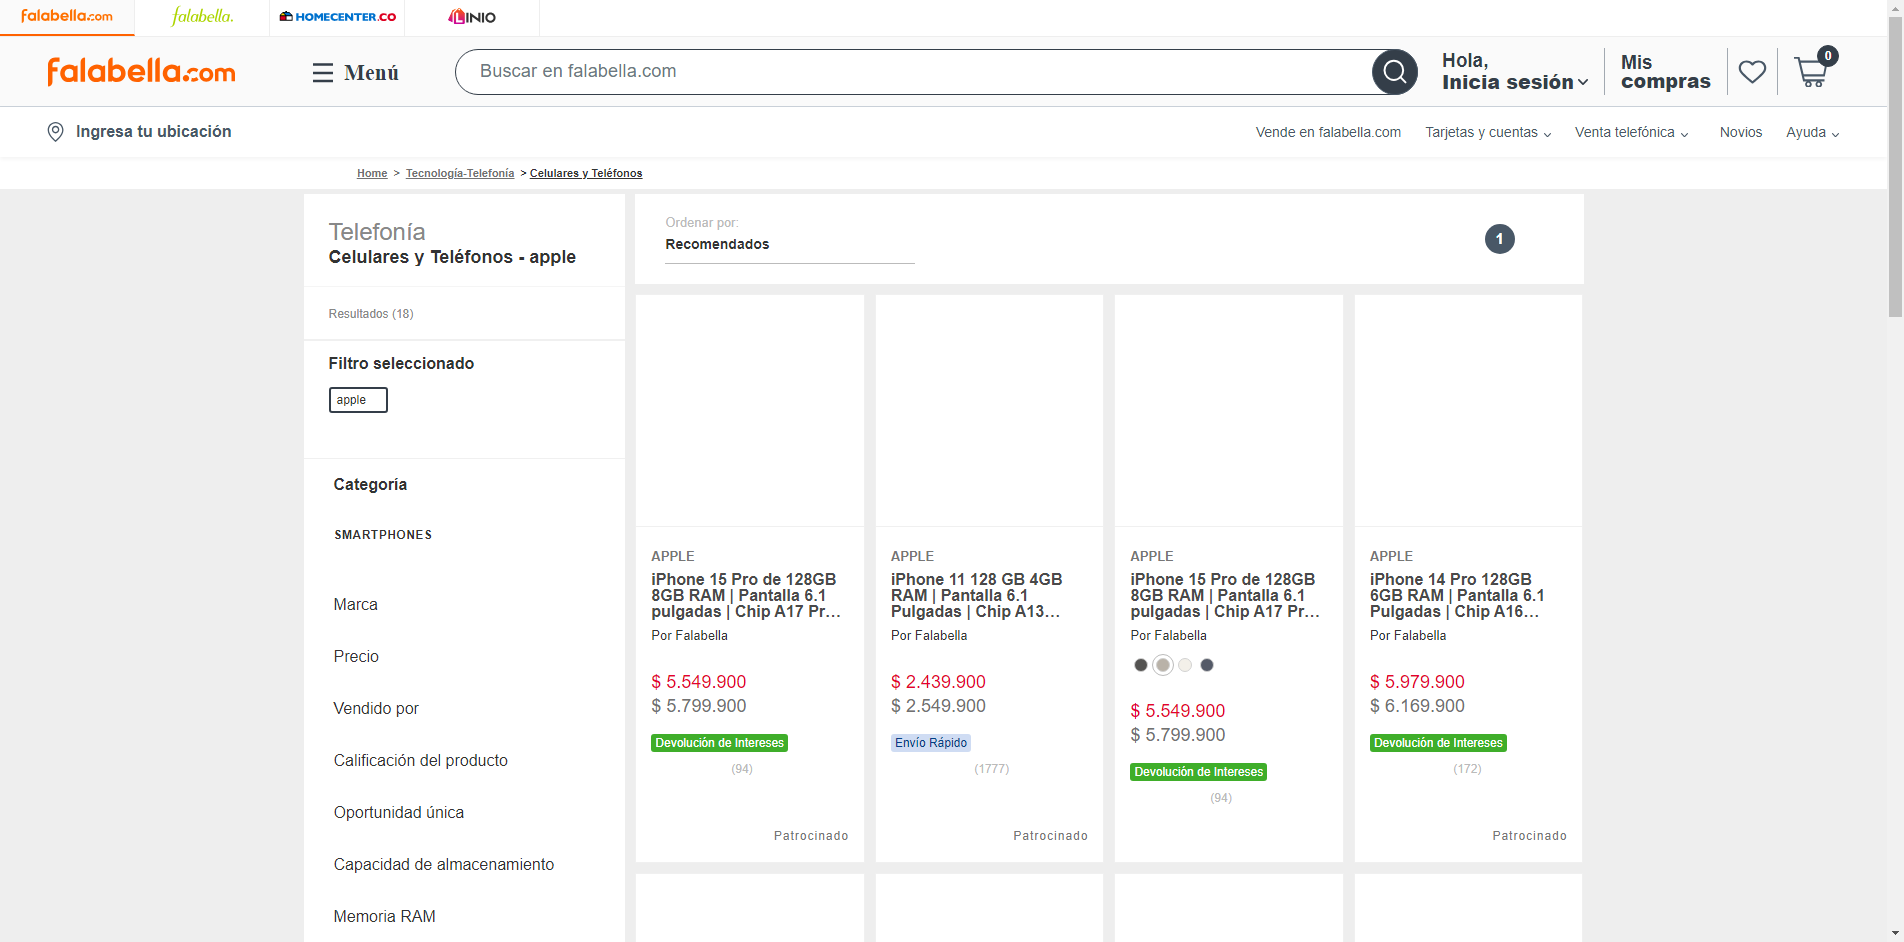 falabella.com
falabella.
HOMECENTER.CO
LINIO
falabella.com
Menú
Buscar en falabella.com
Hola,
Inicia sesión
Mis
compras
0
Ingresa tu ubicación
Vende en falabella.com
Tarjetas y cuentas
Venta telefónica
Novios
Ayuda
Home > Tecnología-Telefonía > Celulares y Teléfonos
Telefonía
Celulares y Teléfonos - apple
Resultados (18)
Filtro seleccionado
apple
Categoría
SMARTPHONES
Marca
Precio
Vendido por
Calificación del producto
Oportunidad única
Capacidad de almacenamiento
Memoria RAM
Ordenar por:
Recomendados
1
APPLE
iPhone 15 Pro de 128GB
8GB RAM | Pantalla 6.1
pulgadas | Chip A17 Pr...
Por Falabella
$ 5.549.900
$ 5.799.900
Devolución de Intereses
(94)
Patrocinado
APPLE
iPhone 11 128 GB 4GB
RAM | Pantalla 6.1
Pulgadas | Chip A13...
Por Falabella
$ 2.439.900
$ 2.549.900
Envío Rápido
(1777)
Patrocinado
APPLE
iPhone 15 Pro de 128GB
8GB RAM | Pantalla 6.1
pulgadas | Chip A17 Pr...
Por Falabella
$ 5.549.900
$ 5.799.900
Devolución de Intereses
(94)
APPLE
iPhone 14 Pro 128GB
6GB RAM | Pantalla 6.1
Pulgadas | Chip A16...
Por Falabella
$ 5.979.900
$ 6.169.900
Devolución de Intereses
(172)
Patrocinado